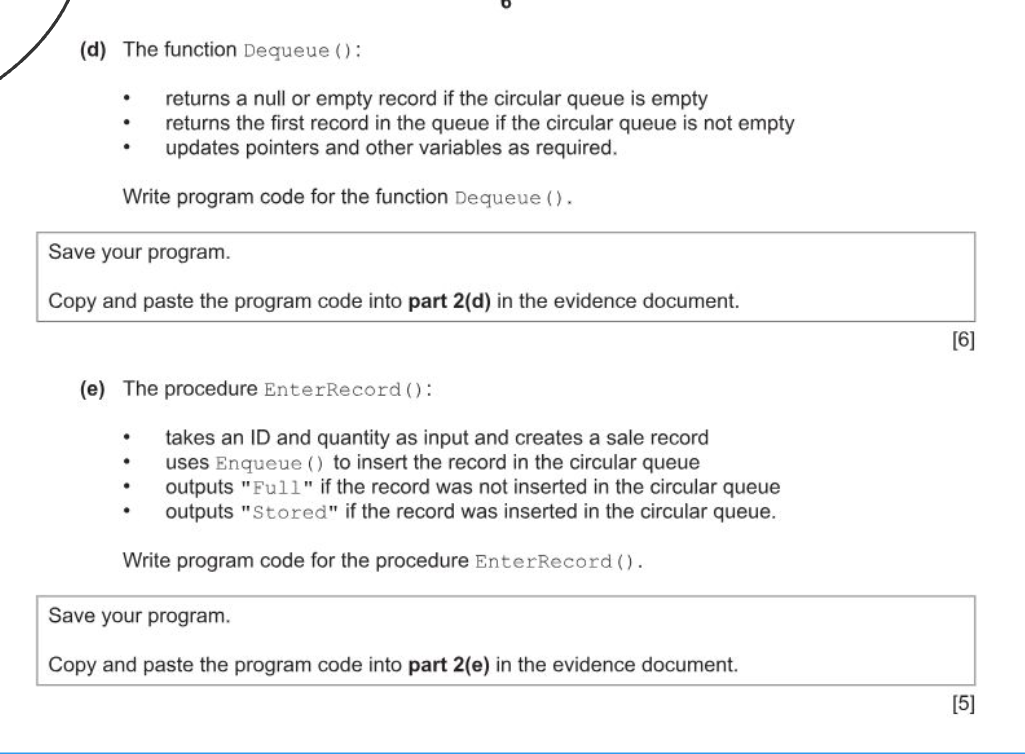 6
(d) The function Dequeue():
• returns a null or empty record if the circular queue is empty
• returns the first record in the queue if the circular queue is not empty
• updates pointers and other variables as required.
Write program code for the function Dequeue().
Save your program.
Copy and paste the program code into part 2(d) in the evidence document.
[6]
(e) The procedure EnterRecord():
• takes an ID and quantity as input and creates a sale record
• uses Enqueue() to insert the record in the circular queue
• outputs "Full" if the record was not inserted in the circular queue
• outputs "Stored" if the record was inserted in the circular queue.
Write program code for the procedure EnterRecord().
Save your program.
Copy and paste the program code into part 2(e) in the evidence document.
[5]